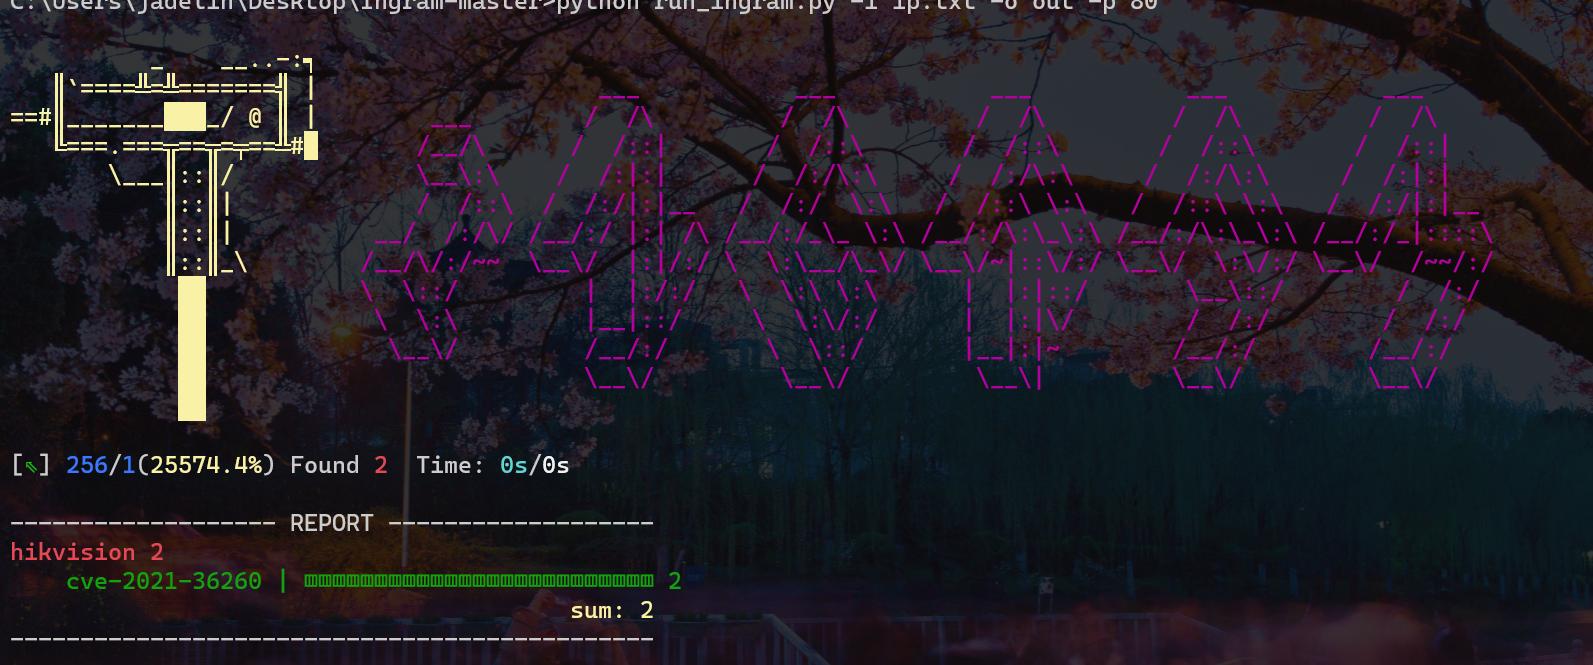 C:\Users\jadelin\Desktop\Ingram-master>python run_ingram.py -i ip.txt -o out -p 80
==#
@
#
[⇖] 256/1(25574.4%) Found 2  Time: 0s/0s
------------------- REPORT -------------------
hikvision 2
cve-2021-36260 | 2
sum: 2
----------------------------------------------